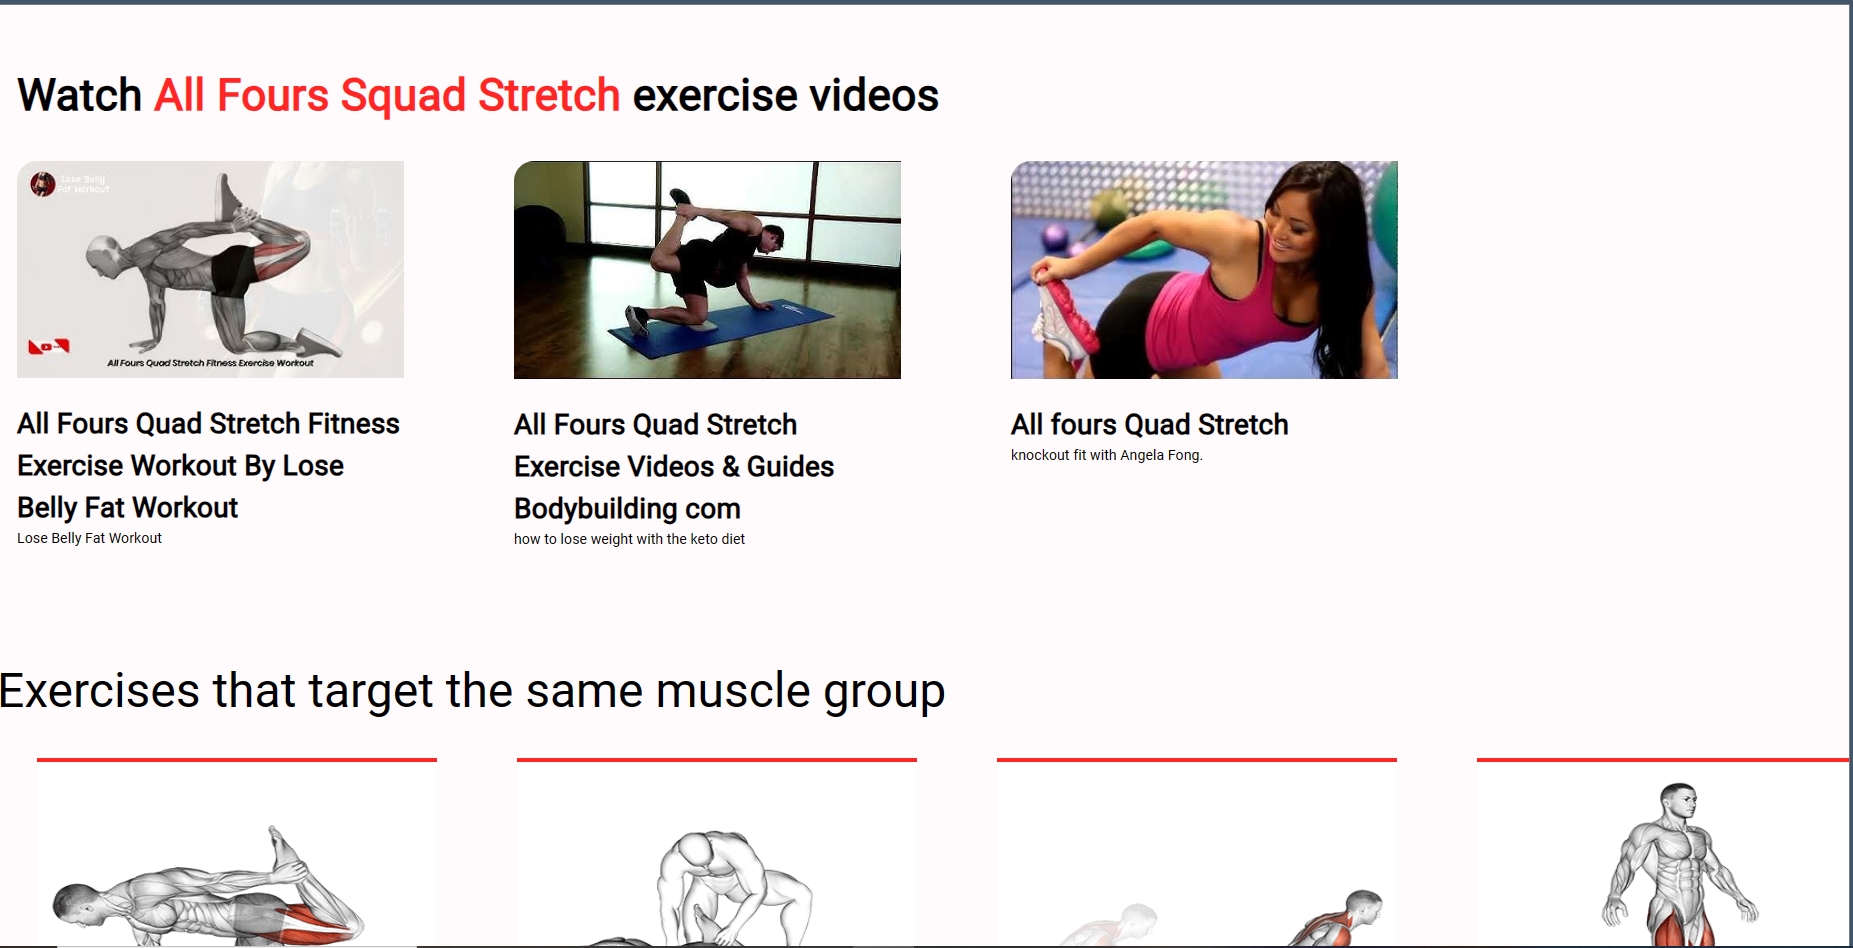 Watch All Fours Squad Stretch exercise videos
Lose Belly
Fat Workout
All Fours Quad Stretch Fitness Exercise Workout
All Fours Quad Stretch Fitness
Exercise Workout By Lose
Belly Fat Workout
Lose Belly Fat Workout
All Fours Quad Stretch
Exercise Videos & Guides
Bodybuilding com
how to lose weight with the keto diet
All fours Quad Stretch
knockout fit with Angela Fong.
Exercises that target the same muscle group